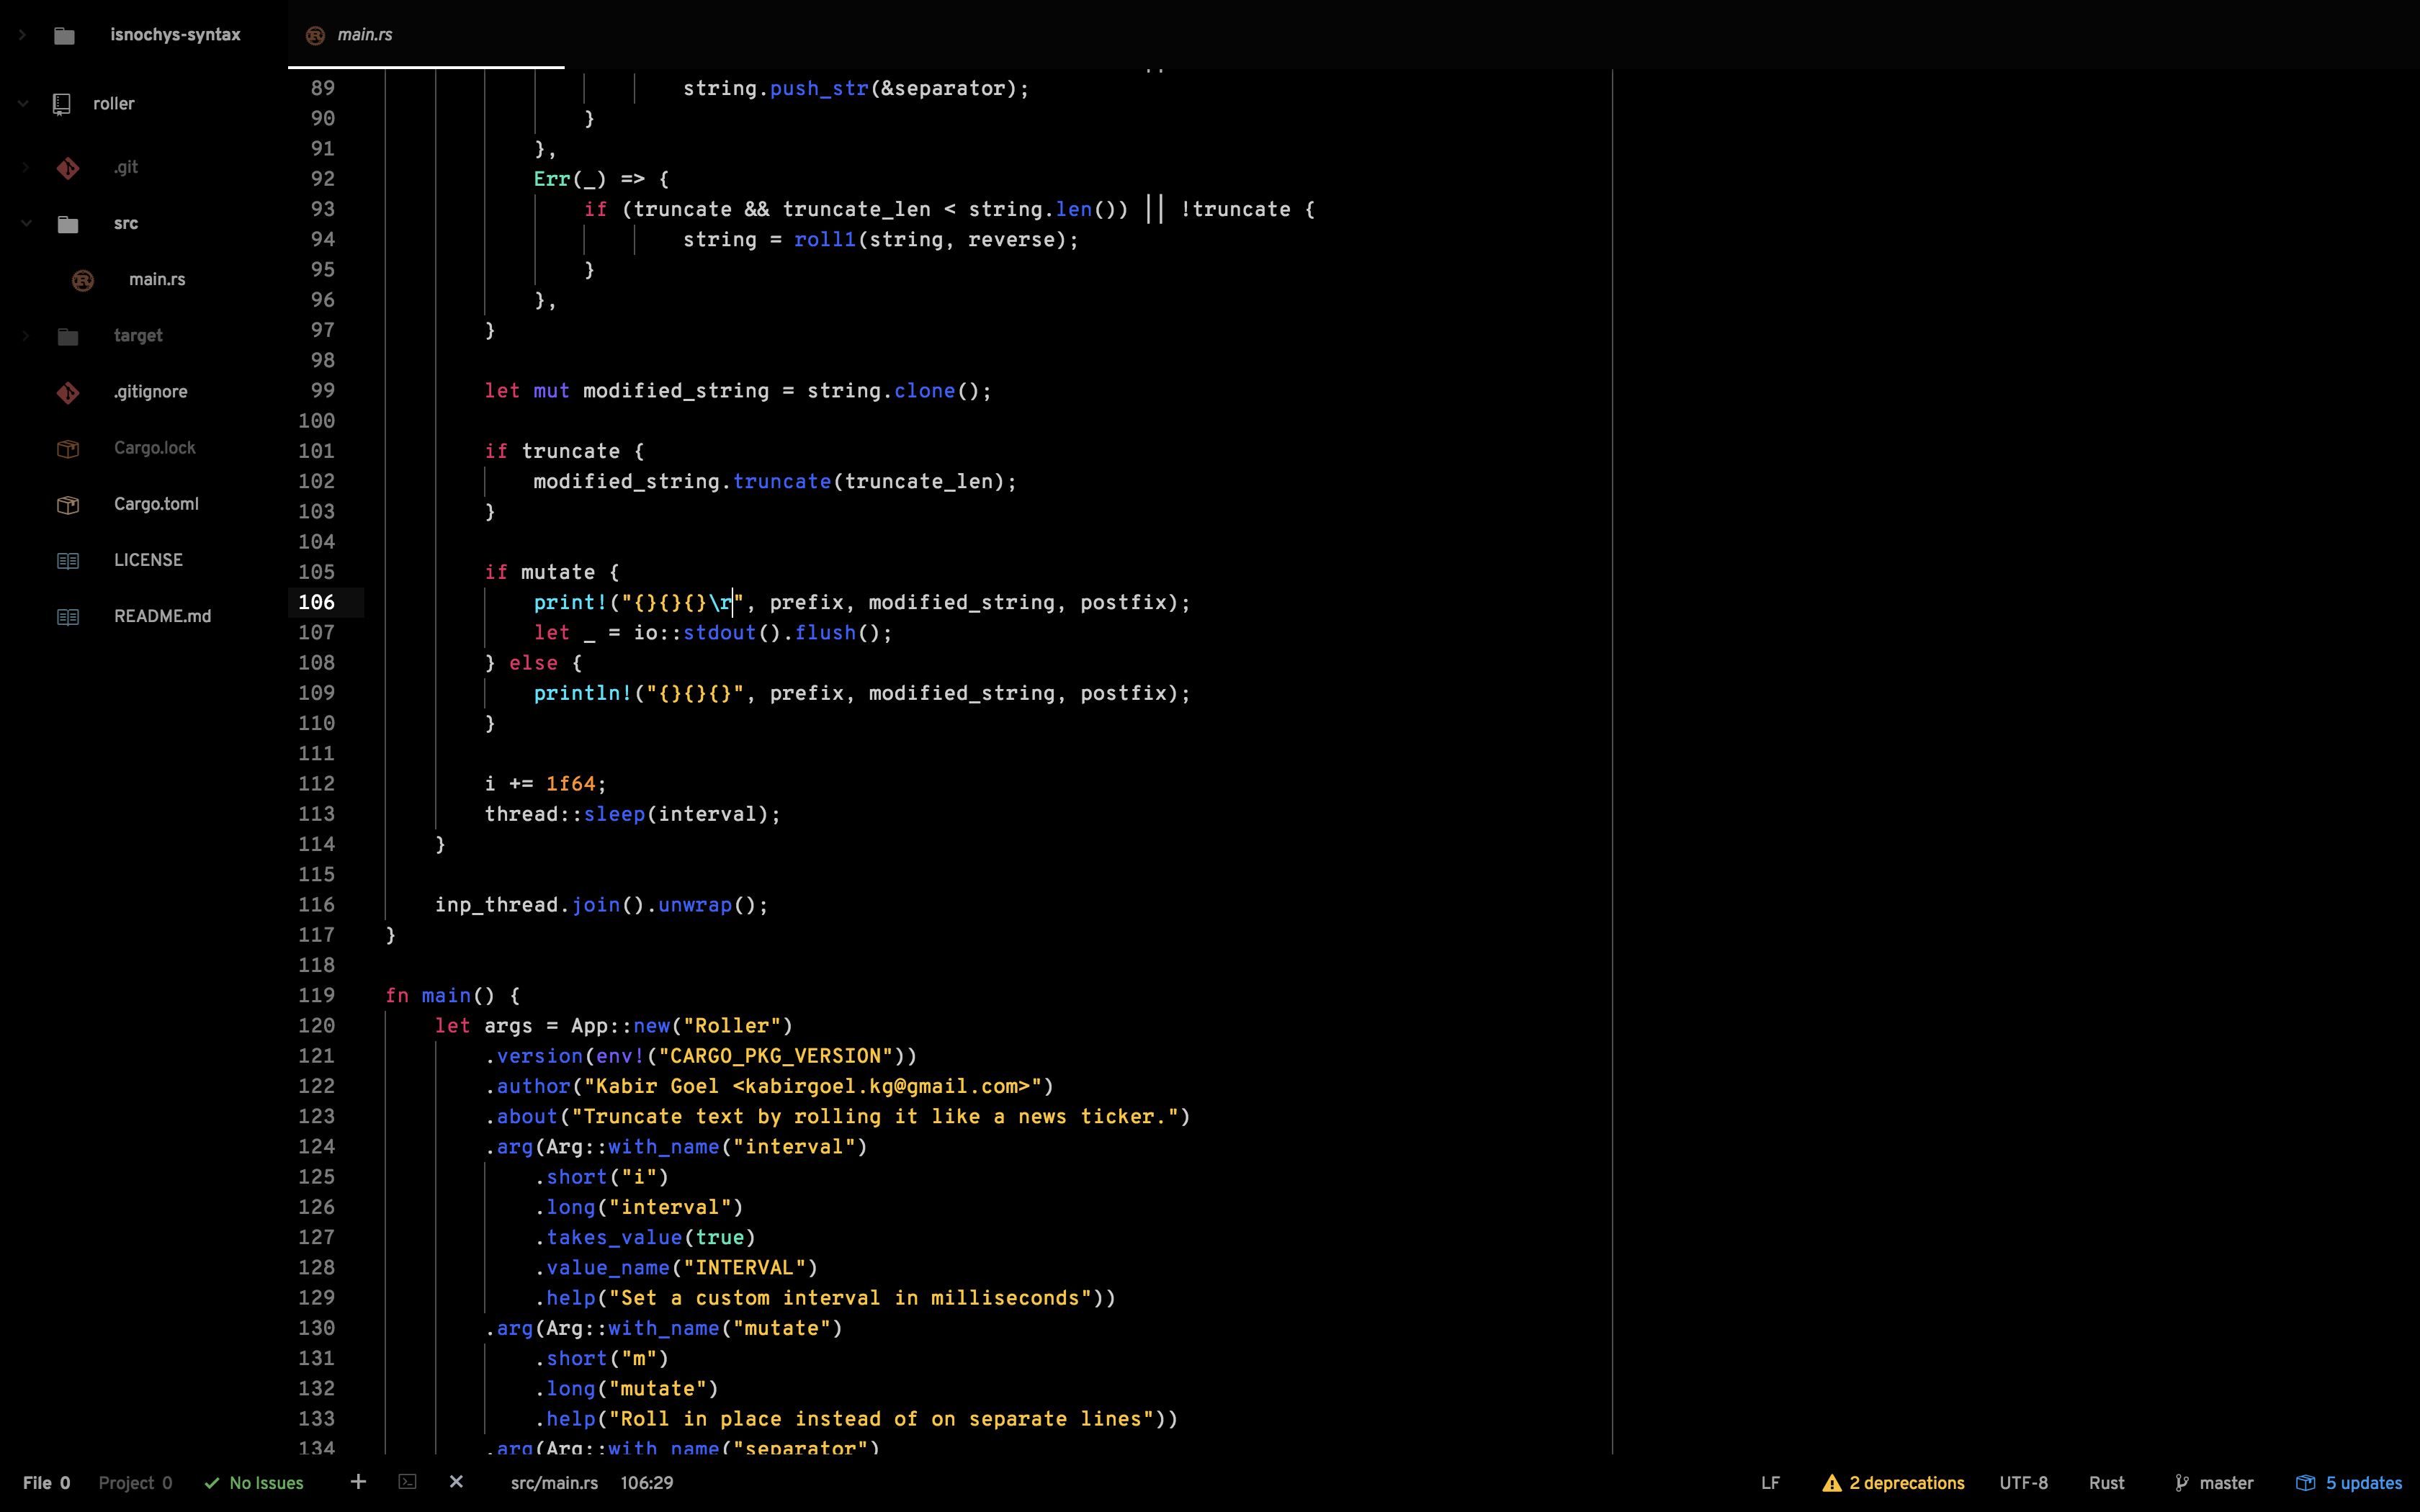 isnochys-syntax
roller
.git
src
main.rs
target
.gitignore
Cargo.lock
Cargo.toml
LICENSE
README.md
main.rs
89 string.push_str(&separator);
90 }
91 },
92 Err(_) => {
93 if (truncate && truncate_len < string.len()) || !truncate {
94 string = roll1(string, reverse);
95 }
96 },
97 }
98
99 let mut modified_string = string.clone();
100
101 if truncate {
102 modified_string.truncate(truncate_len);
103 }
104
105 if mutate {
106 print!("{}{}{}\r", prefix, modified_string, postfix);
107 let _ = io::stdout().flush();
108 } else {
109 println!("{}{}{}", prefix, modified_string, postfix);
110 }
111
112 i += 1f64;
113 thread::sleep(interval);
114 }
115
116 inp_thread.join().unwrap();
117 }
118
119 fn main() {
120 let args = App::new("Roller")
121 .version(env!("CARGO_PKG_VERSION"))
122 .author("Kabir Goel <kabirgoel.kg@gmail.com>")
123 .about("Truncate text by rolling it like a news ticker.")
124 .arg(Arg::with_name("interval")
125 .short("i")
126 .long("interval")
127 .takes_value(true)
128 .value_name("INTERVAL")
129 .help("Set a custom interval in milliseconds"))
130 .arg(Arg::with_name("mutate")
131 .short("m")
132 .long("mutate")
133 .help("Roll in place instead of on separate lines"))
134 .arg(Arg::with_name("separator")
File 0 Project 0 No Issues src/main.rs 106:29 LF 2 deprecations UTF-8 Rust master 5 updates